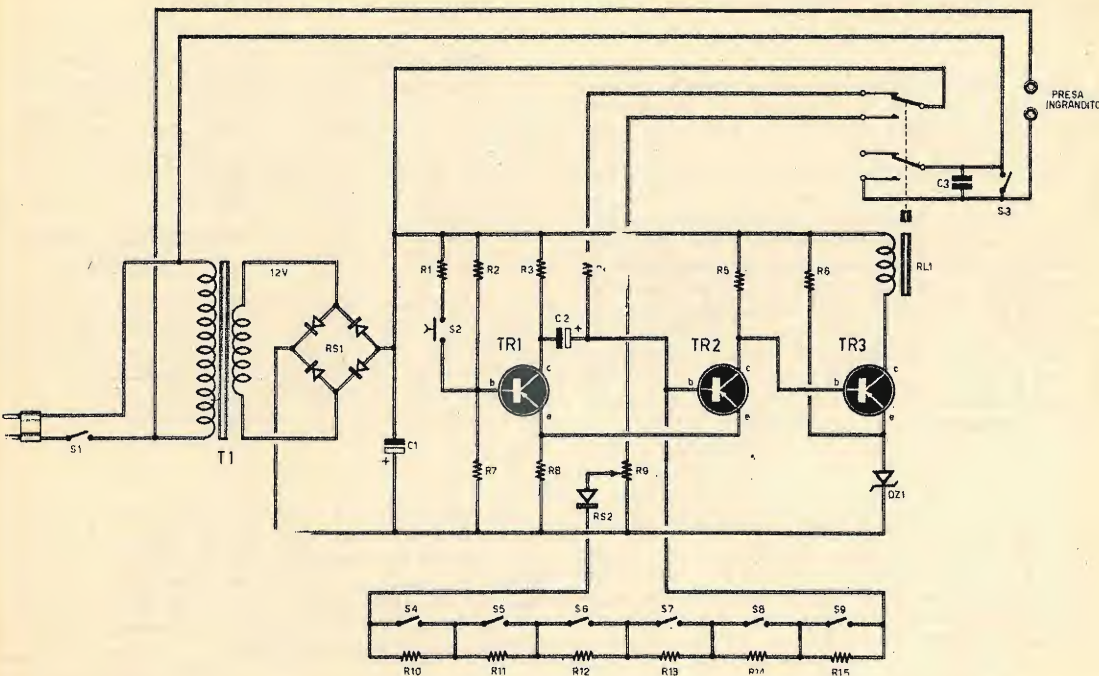 PRESA
INGRANDITO
C3
S3
12V
R1
R2
R3
R5
R6
RL1
S2
C2
+
RS1
TR1
TR2
TR3
c
c
c
b
b
b
e
e
e
S1
T1
C1
+
R7
R8
R9
RS2
DZ1
S4
S5
S6
S7
S8
S9
R10
R11
R12
R13
R14
R15